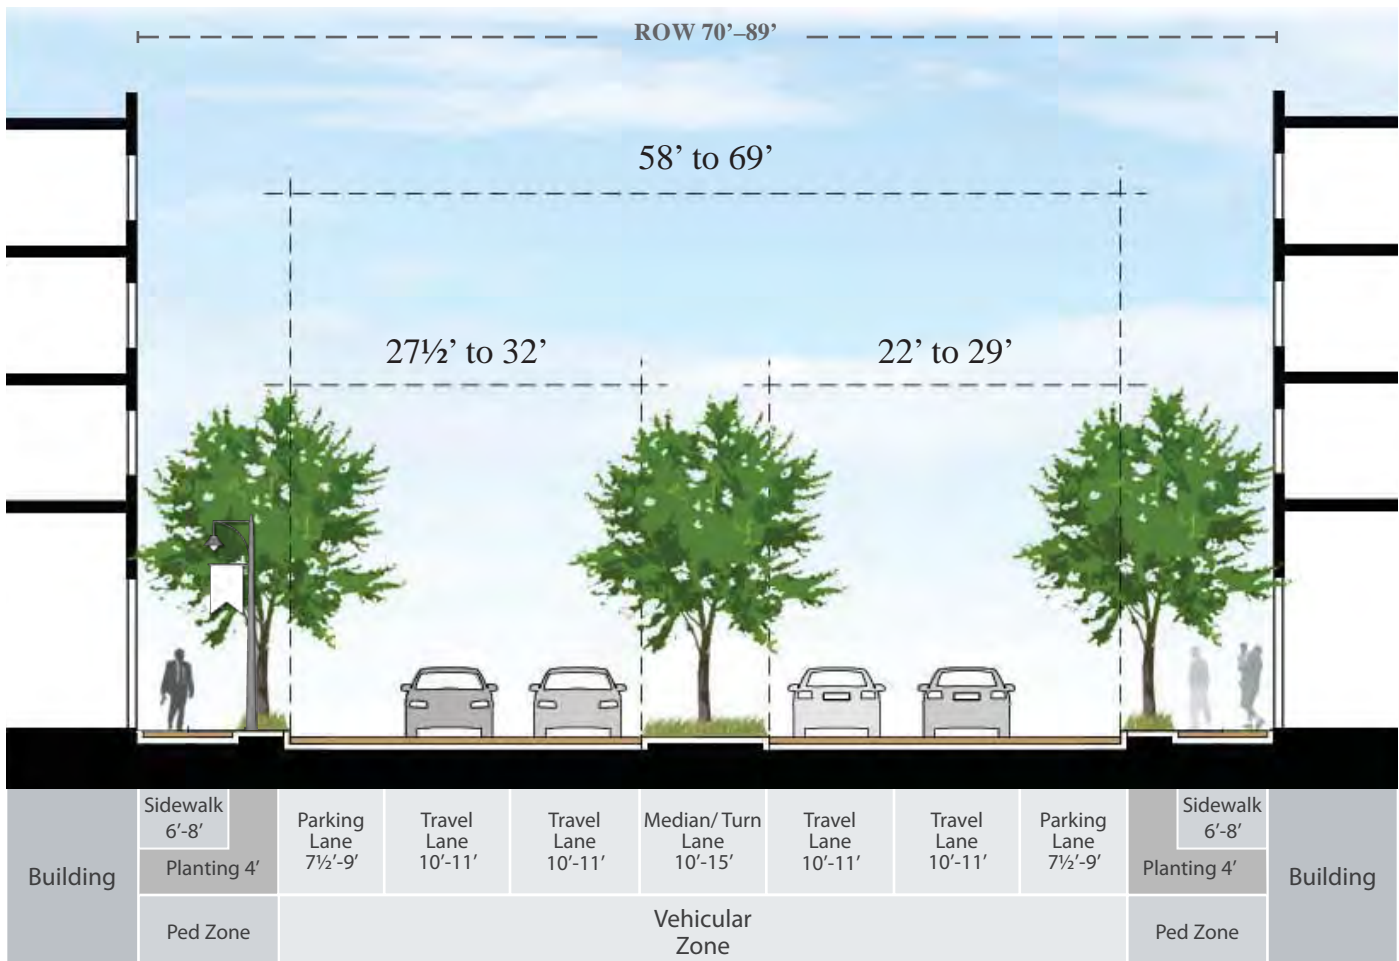 ROW 70’–89’
58’ to 69’
27½’ to 32’
22’ to 29’
Building
Sidewalk
6’-8’
Planting 4’
Ped Zone
Parking
Lane
7½’-9’
Travel
Lane
10’-11’
Travel
Lane
10’-11’
Median/ Turn
Lane
10’-15’
Travel
Lane
10’-11’
Travel
Lane
10’-11’
Parking
Lane
7½’-9’
Vehicular
Zone
Sidewalk
6’-8’
Planting 4’
Ped Zone
Building